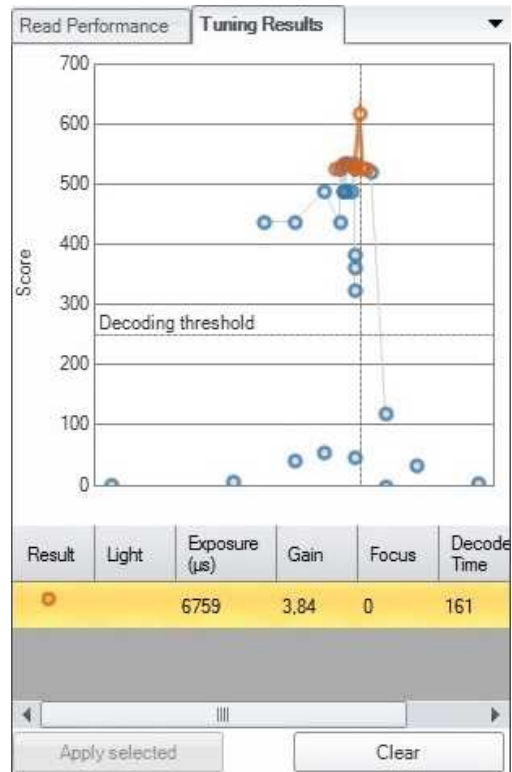 Read Performance Tuning Results
700
600
500
400
300
200
100
0
Score
Decoding threshold
Result Light Exposure (µs) Gain Focus Decode Time
6759 3,84 0 161
Apply selected Clear